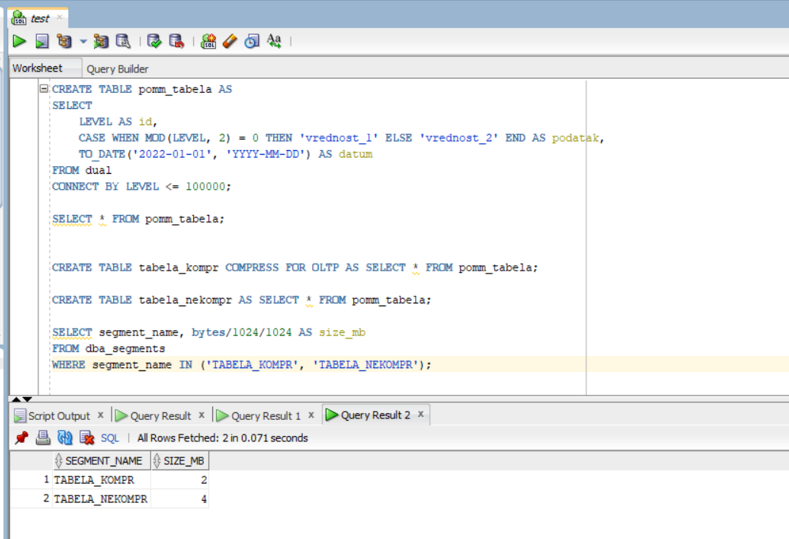 test
Worksheet Query Builder
CREATE TABLE pomm_tabela AS
SELECT
LEVEL AS id,
CASE WHEN MOD(LEVEL, 2) = 0 THEN 'vrednost_1' ELSE 'vrednost_2' END AS podatak,
TO_DATE('2022-01-01', 'YYYY-MM-DD') AS datum
FROM dual
CONNECT BY LEVEL <= 100000;
SELECT * FROM pomm_tabela;
CREATE TABLE tabela_kompr COMPRESS FOR OLTP AS SELECT * FROM pomm_tabela;
CREATE TABLE tabela_nekompr AS SELECT * FROM pomm_tabela;
SELECT segment_name, bytes/1024/1024 AS size_mb
FROM dba_segments
WHERE segment_name IN ('TABELA_KOMPR', 'TABELA_NEKOMPR');
Script Output x Query Result x Query Result 1 x Query Result 2 x
SQL | All Rows Fetched: 2 in 0.071 seconds
SEGMENT_NAME SIZE_MB
1 TABELA_KOMPR 2
2 TABELA_NEKOMPR 4